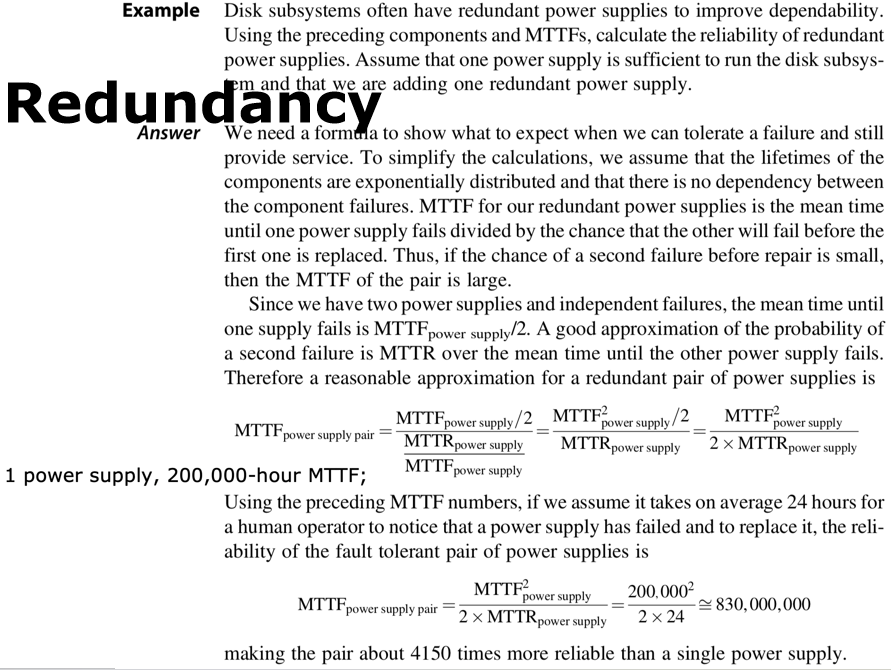 Example Disk subsystems often have redundant power supplies to improve dependability.
Using the preceding components and MTTFs, calculate the reliability of redundant
power supplies. Assume that one power supply is sufficient to run the disk subsys-
tem and that we are adding one redundant power supply.
Redundancy
Answer We need a formula to show what to expect when we can tolerate a failure and still
provide service. To simplify the calculations, we assume that the lifetimes of the
components are exponentially distributed and that there is no dependency between
the component failures. MTTF for our redundant power supplies is the mean time
until one power supply fails divided by the chance that the other will fail before the
first one is replaced. Thus, if the chance of a second failure before repair is small,
then the MTTF of the pair is large.
Since we have two power supplies and independent failures, the mean time until
one supply fails is MTTF_power supply/2. A good approximation of the probability of
a second failure is MTTR over the mean time until the other power supply fails.
Therefore a reasonable approximation for a redundant pair of power supplies is
MTTF_power supply pair = (MTTF_power supply/2) / (MTTR_power supply / MTTF_power supply) = (MTTF²_power supply/2) / MTTR_power supply = MTTF²_power supply / (2 × MTTR_power supply)
1 power supply, 200,000-hour MTTF;
Using the preceding MTTF numbers, if we assume it takes on average 24 hours for
a human operator to notice that a power supply has failed and to replace it, the reli-
ability of the fault tolerant pair of power supplies is
MTTF_power supply pair = MTTF²_power supply / (2 × MTTR_power supply) = 200,000² / (2 × 24) ≅ 830,000,000
making the pair about 4150 times more reliable than a single power supply.